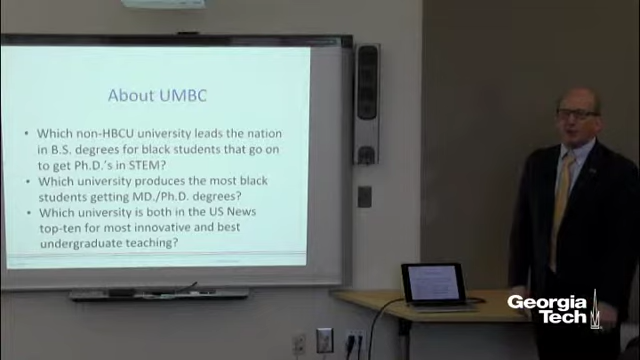 About UMBC
• Which non-HBCU university leads the nation
in B.S. degrees for black students that go on
to get Ph.D.'s in STEM?
• Which university produces the most black
students getting MD./Ph.D. degrees?
• Which university is both in the US News
top-ten for most innovative and best
undergraduate teaching?
Georgia
Tech